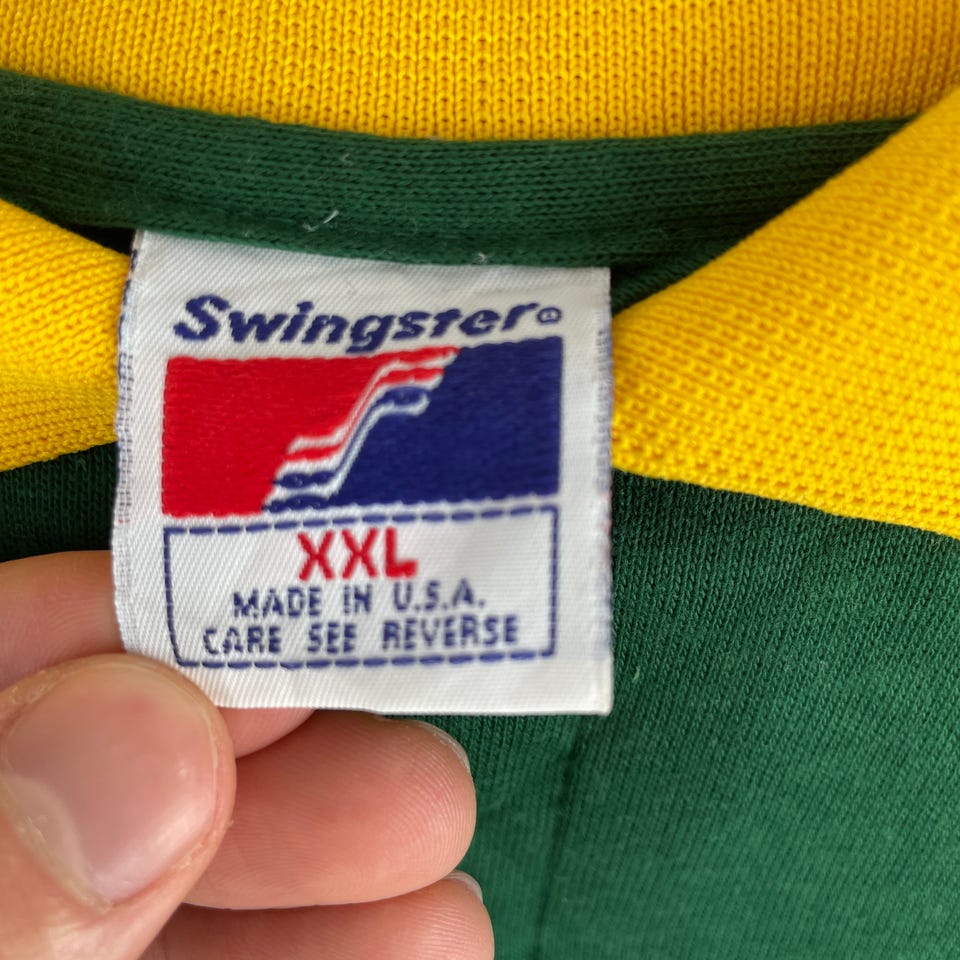 Swingster®
XXL
MADE IN U.S.A.
CARE SEE REVERSE